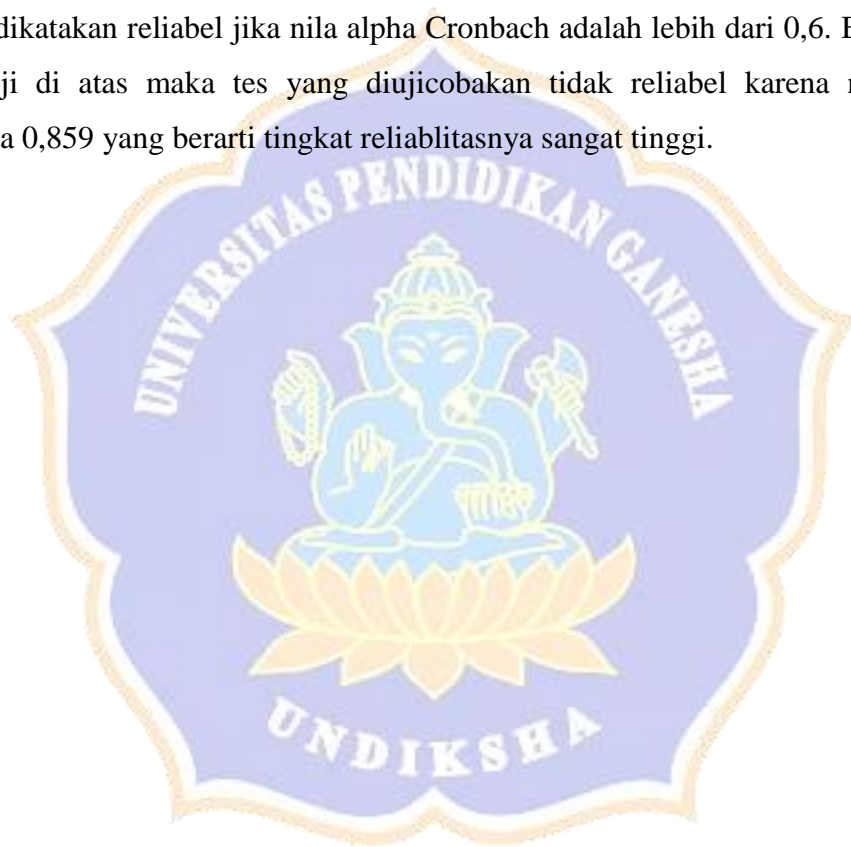 dikatakan reliabel jika nila alpha Cronbach adalah lebih dari 0,6.
ji di atas maka tes yang diujicobakan tidak reliabel karena
a 0,859 yang berarti tingkat reliablitasnya sangat tinggi.
UNIVERSITAS PENDIDIKAN GANESHA
UNDIKSHA